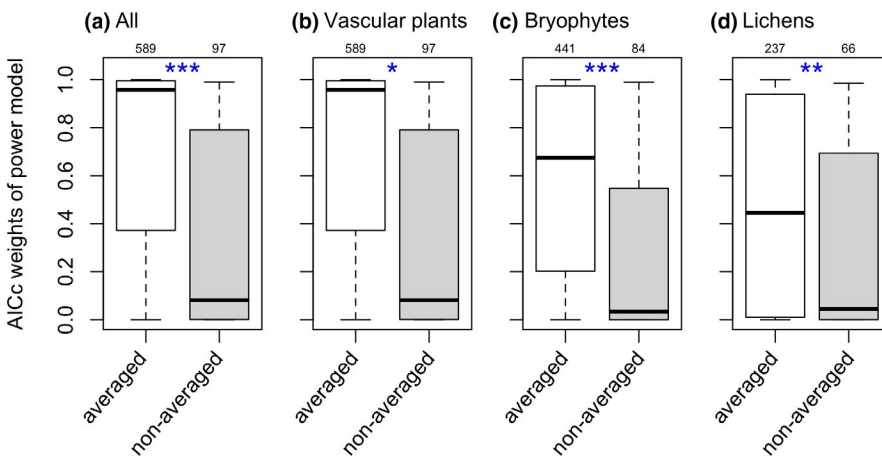 (a) All
(b) Vascular plants
(c) Bryophytes
(d) Lichens
589 97
589 97
441 84
237 66
***
*
***
**
AICc weights of power model
1.0
0.8
0.6
0.4
0.2
0.0
averaged
non-averaged
averaged
non-averaged
averaged
non-averaged
averaged
non-averaged